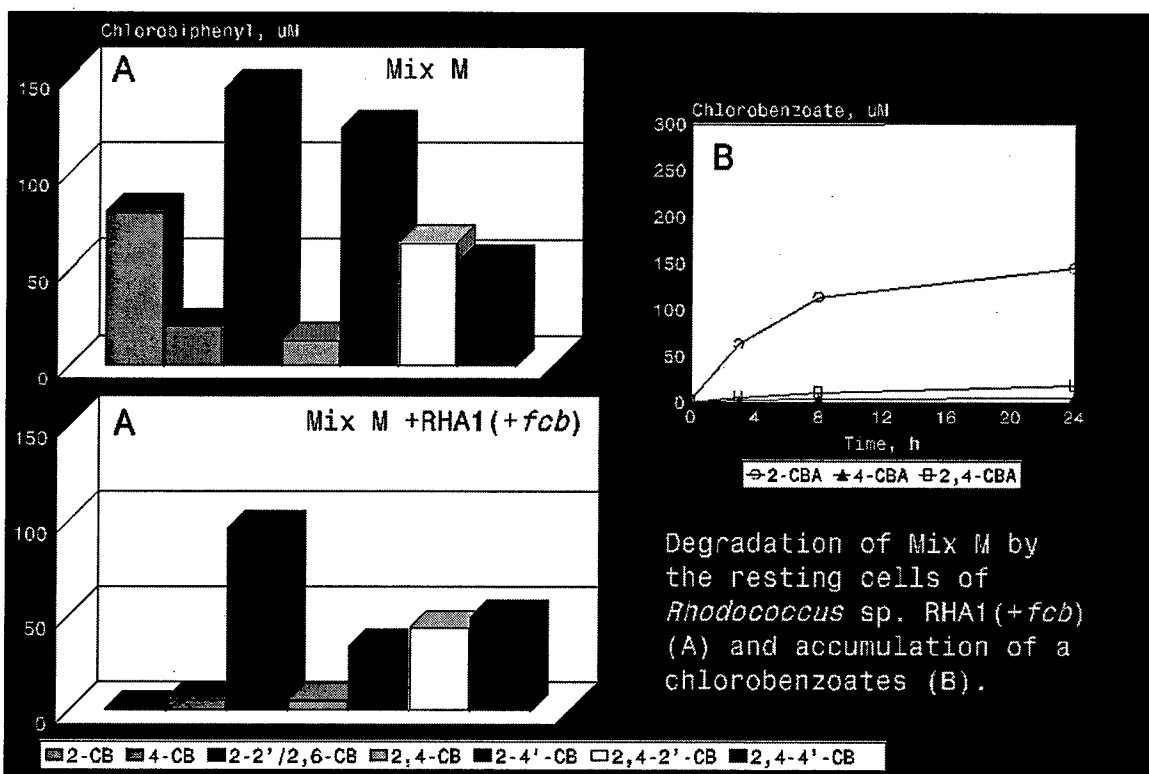 Chlorobiphenyl, uM
A
Mix M
150
100
50
0
A
Mix M +RHA1(+fcb)
150
100
50
0
2-CB 4-CB 2-2'/2,6-CB 2,4-CB 2-4'-CB 2,4-2'-CB 2,4-4'-CB
Chlorobenzoate, uM
B
300
250
200
150
100
50
0
0 4 8 12 16 20 24
Time, h
2-CBA 4-CBA 2,4-CBA
Degradation of Mix M by
the resting cells of
Rhodococcus sp. RHA1(+fcb)
(A) and accumulation of a
chlorobenzoates (B).